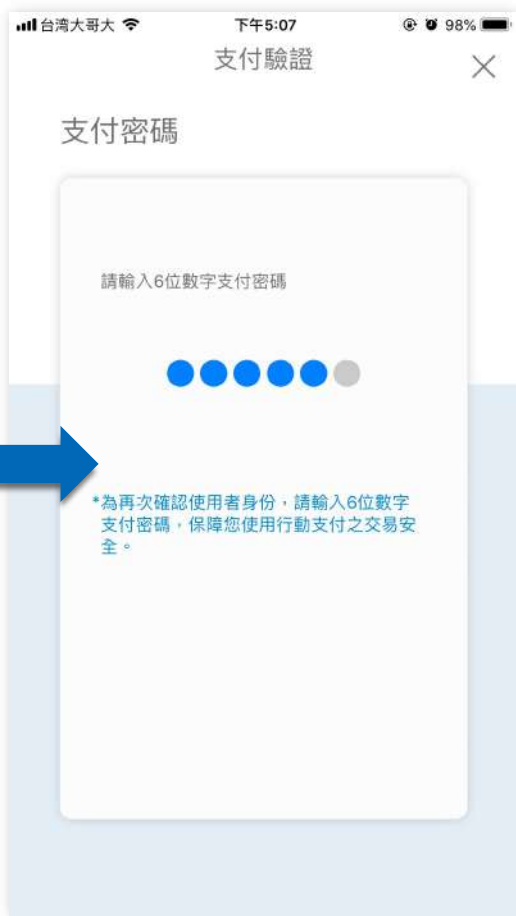 台湾大哥大 下午5:07 98%
支付驗證
支付密碼
請輸入6位數字支付密碼
*為再次確認使用者身份，請輸入6位數字
支付密碼，保障您使用行動支付之交易安
全。